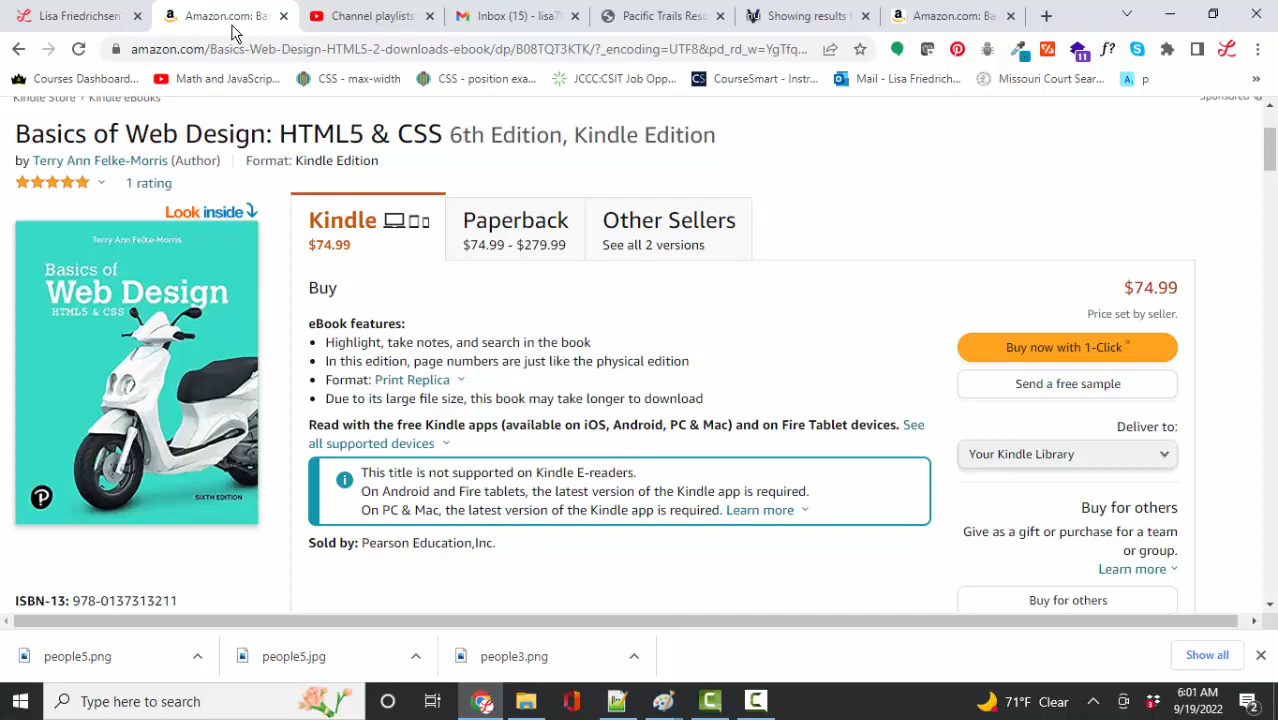 Lisa Friedrichsen'
Amazon.com: Ba
Channel playlists
Inbox (15) - lisa7
Pacific Trails Res
Showing results
Amazon.com: Ba
amazon.com/Basics-Web-Design-HTML5-2-downloads-ebook/dp/B08TQT3KTK/?_encoding=UTF8&pd_rd_w=YgTfq...
11
Courses Dashboard...
Math and JavaScrip...
CSS - max-width
CSS - position exa...
JCCC:CSIT Job Opp...
CourseSmart - Instr...
Mail - Lisa Friedrich...
Missouri Court Sear...
p
Kindle Store › Kindle eBooks
Sponsored
Basics of Web Design: HTML5 & CSS 6th Edition, Kindle Edition
by Terry Ann Felke-Morris (Author) | Format: Kindle Edition
1 rating
Look inside
Terry Ann Felke-Morris
Basics of
Web Design
HTML5 & CSS
P
SIXTH EDITION
ISBN-13: 978-0137313211
Kindle
$74.99
Paperback
$74.99 - $279.99
Other Sellers
See all 2 versions
Buy
$74.99
Price set by seller.
eBook features:
• Highlight, take notes, and search in the book
• In this edition, page numbers are just like the physical edition
• Format: Print Replica
• Due to its large file size, this book may take longer to download
Read with the free Kindle apps (available on iOS, Android, PC & Mac) and on Fire Tablet devices. See
all supported devices
This title is not supported on Kindle E-readers.
On Android and Fire tablets, the latest version of the Kindle app is required.
On PC & Mac, the latest version of the Kindle app is required. Learn more
Sold by: Pearson Education,Inc.
Buy now with 1-Click
Send a free sample
Deliver to:
Your Kindle Library
Buy for others
Give as a gift or purchase for a team
or group.
Learn more
Buy for others
people5.png
people5.jpg
people3.png
Show all
Type here to search
71°F Clear
3
6:01 AM
9/19/2022
2